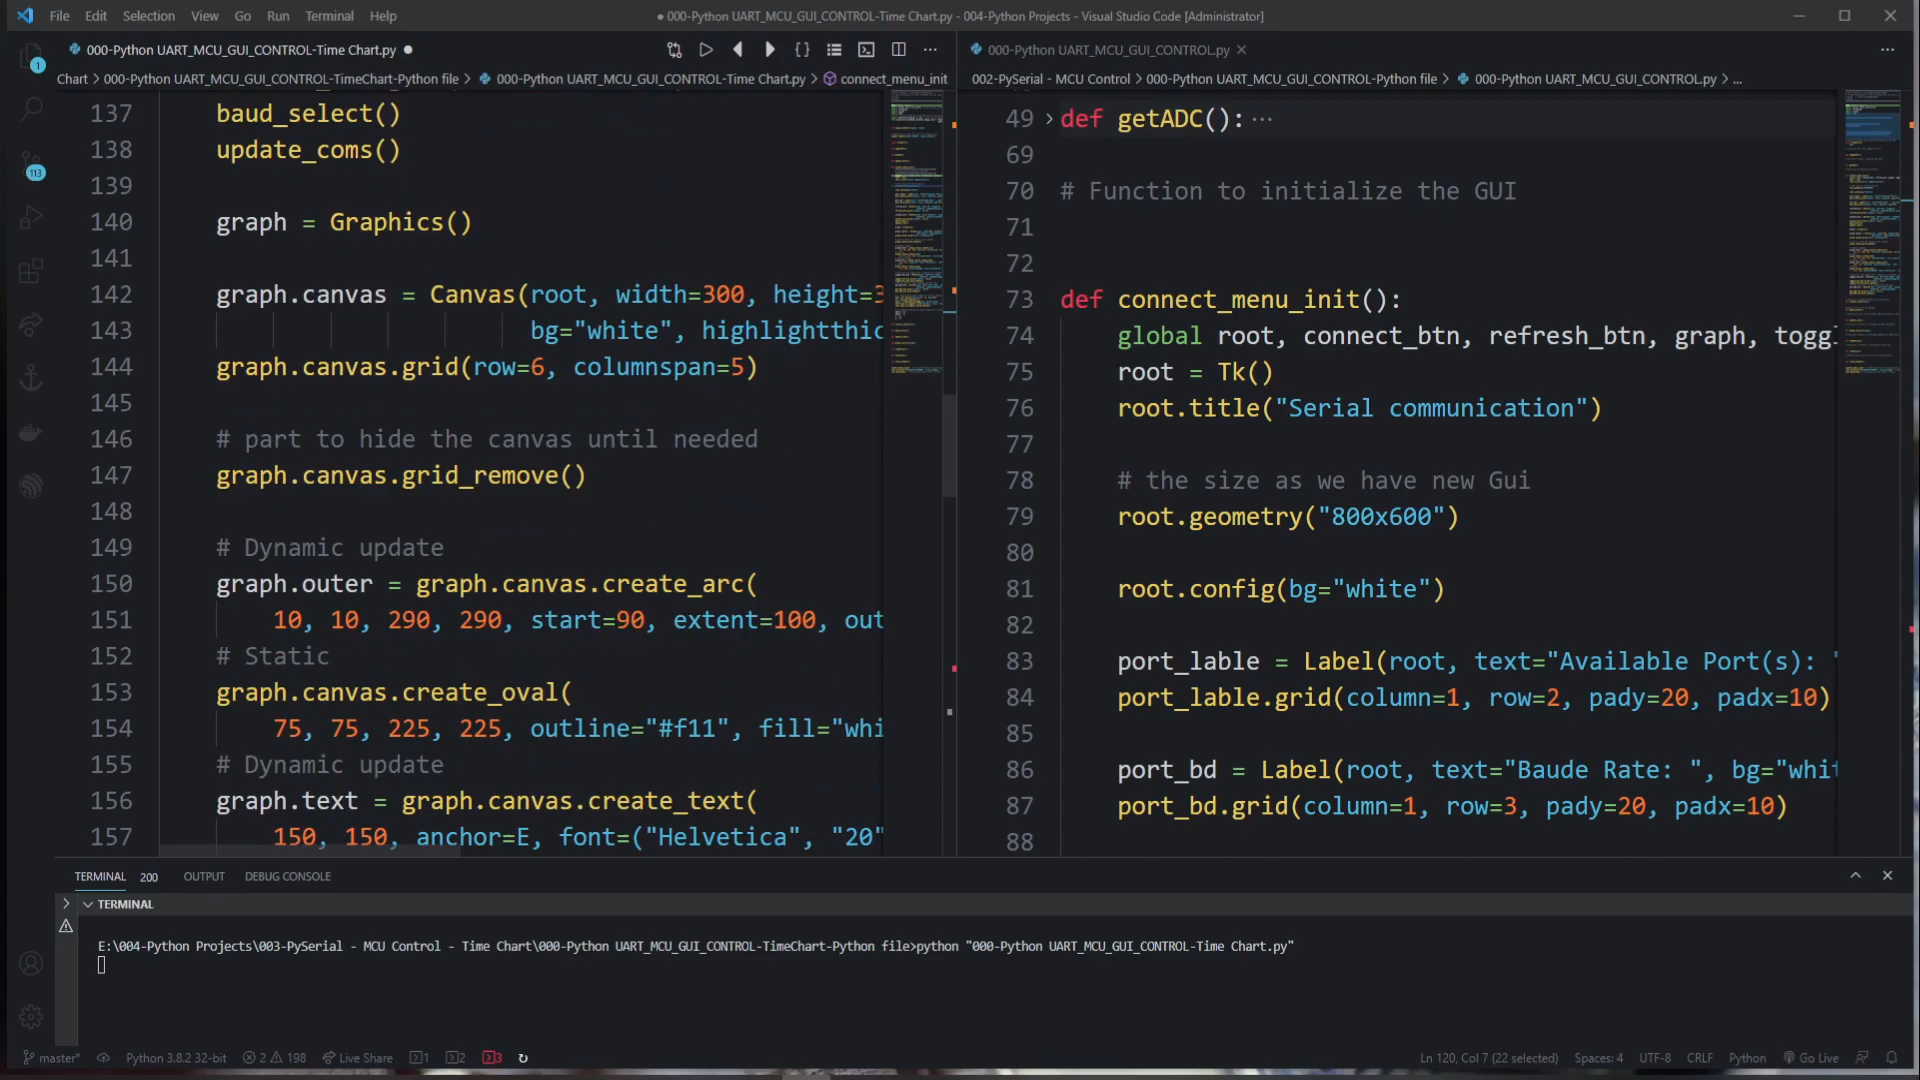 File Edit Selection View Go Run Terminal Help
● 000-Python UART_MCU_GUI_CONTROL-Time Chart.py - 004-Python Projects - Visual Studio Code [Administrator]
000-Python UART_MCU_GUI_CONTROL-Time Chart.py ●
Chart > 000-Python UART_MCU_GUI_CONTROL-TimeChart-Python file > 000-Python UART_MCU_GUI_CONTROL-Time Chart.py > connect_menu_init
137 baud_select()
138 update_coms()
139
140 graph = Graphics()
141
142 graph.canvas = Canvas(root, width=300, height=3
143 bg="white", highlightthic
144 graph.canvas.grid(row=6, columnspan=5)
145
146 # part to hide the canvas until needed
147 graph.canvas.grid_remove()
148
149 # Dynamic update
150 graph.outer = graph.canvas.create_arc(
151 10, 10, 290, 290, start=90, extent=100, out
152 # Static
153 graph.canvas.create_oval(
154 75, 75, 225, 225, outline="#f11", fill="whi
155 # Dynamic update
156 graph.text = graph.canvas.create_text(
157 150, 150, anchor=E, font=("Helvetica", "20"
000-Python UART_MCU_GUI_CONTROL.py
002-PySerial - MCU Control > 000-Python UART_MCU_GUI_CONTROL-Python file > 000-Python UART_MCU_GUI_CONTROL.py > ...
49 def getADC(): ...
69
70 # Function to initialize the GUI
71
72
73 def connect_menu_init():
74 global root, connect_btn, refresh_btn, graph, togg
75 root = Tk()
76 root.title("Serial communication")
77
78 # the size as we have new Gui
79 root.geometry("800x600")
80
81 root.config(bg="white")
82
83 port_lable = Label(root, text="Available Port(s): "
84 port_lable.grid(column=1, row=2, pady=20, padx=10)
85
86 port_bd = Label(root, text="Baude Rate: ", bg="whit
87 port_bd.grid(column=1, row=3, pady=20, padx=10)
88
1
113
TERMINAL 200 OUTPUT DEBUG CONSOLE
TERMINAL
E:\004-Python Projects\003-PySerial - MCU Control - Time Chart\000-Python UART_MCU_GUI_CONTROL-TimeChart-Python file>python "000-Python UART_MCU_GUI_CONTROL-Time Chart.py"
master* Python 3.8.2 32-bit 2 198 Live Share 1 2 3 Ln 120, Col 7 (22 selected) Spaces: 4 UTF-8 CRLF Python Go Live